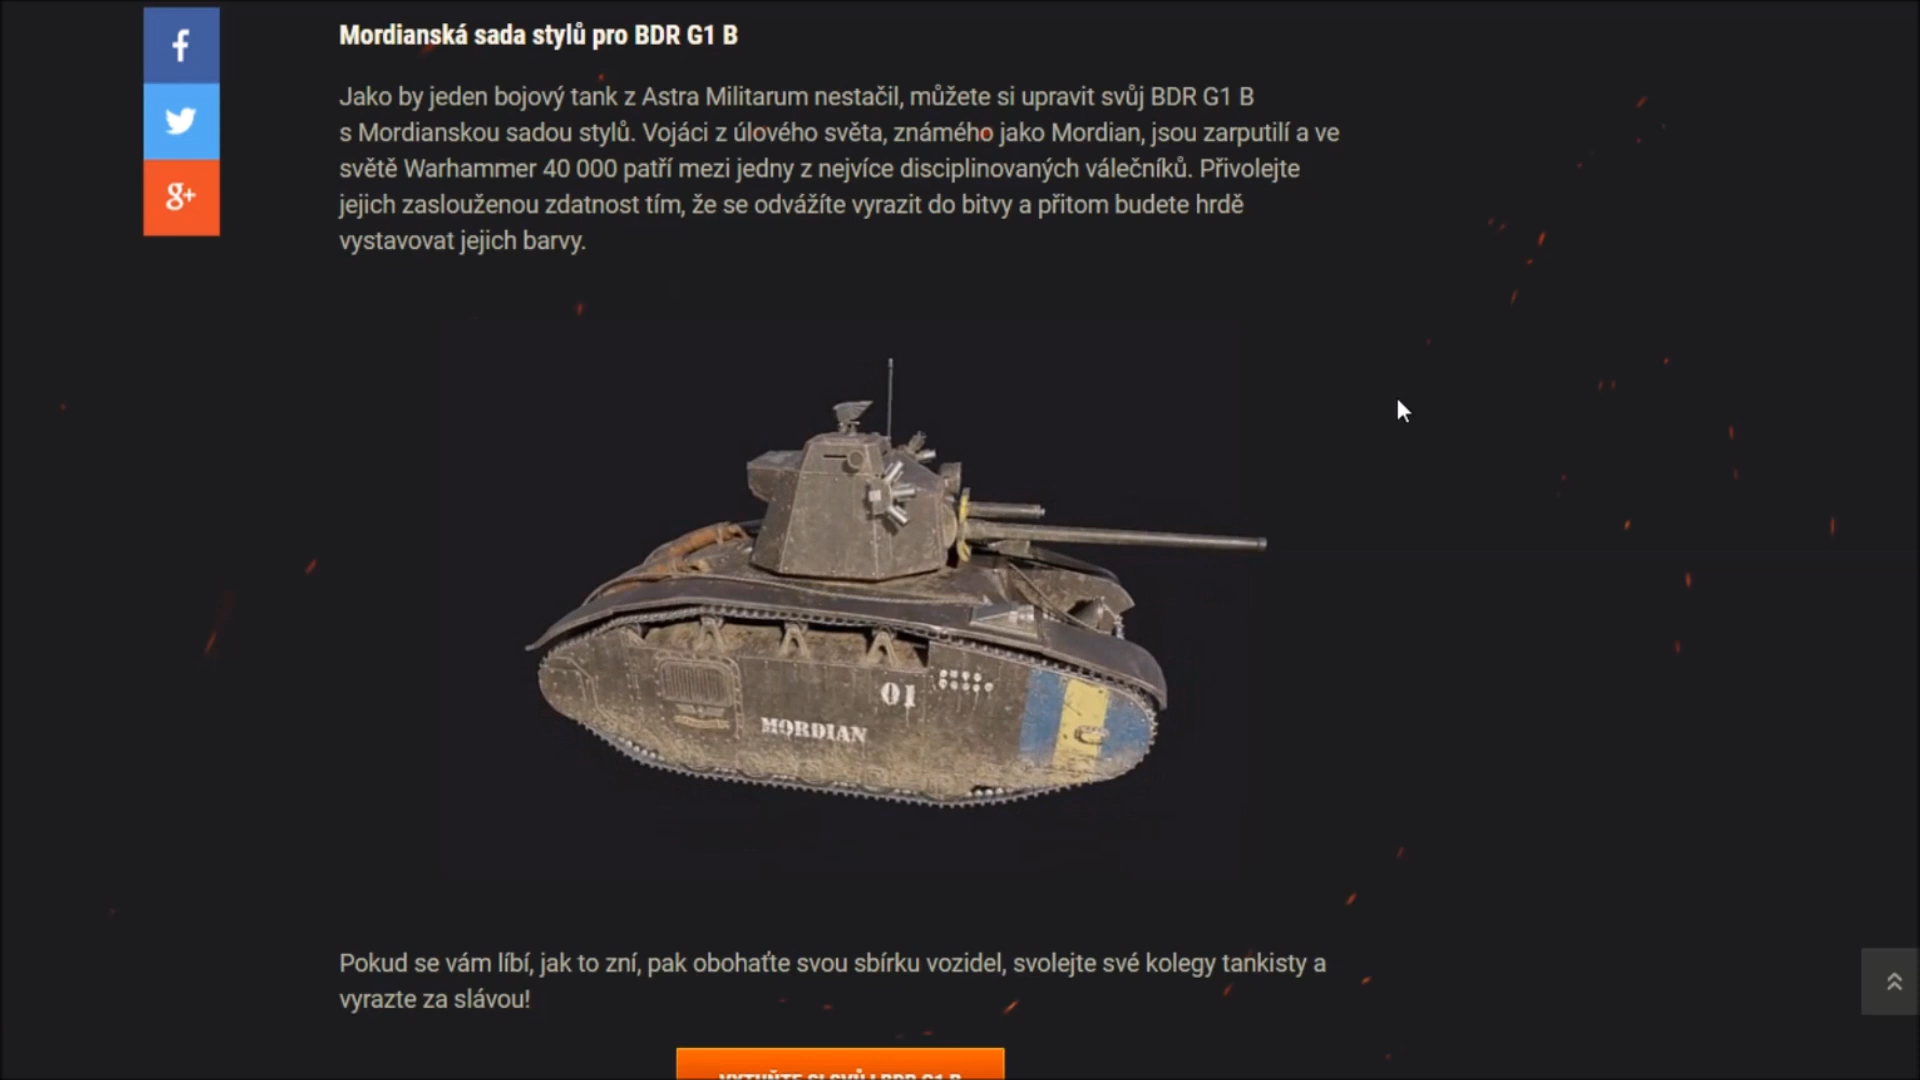 Mordianská sada stylů pro BDR G1 B
Jako by jeden bojový tank z Astra Militarum nestačil, můžete si upravit svůj BDR G1 B
s Mordianskou sadou stylů. Vojáci z úlového světa, známého jako Mordian, jsou zarputilí a ve
světě Warhammer 40 000 patří mezi jedny z nejvíce disciplinovaných válečníků. Přivolejte
jejich zaslouženou zdatnost tím, že se odvážíte vyrazit do bitvy a přitom budete hrdě
vystavovat jejich barvy.
01
MORDIAN
Pokud se vám líbí, jak to zní, pak obohaťte svou sbírku vozidel, svolejte své kolegy tankisty a
vyrazte za slávou!